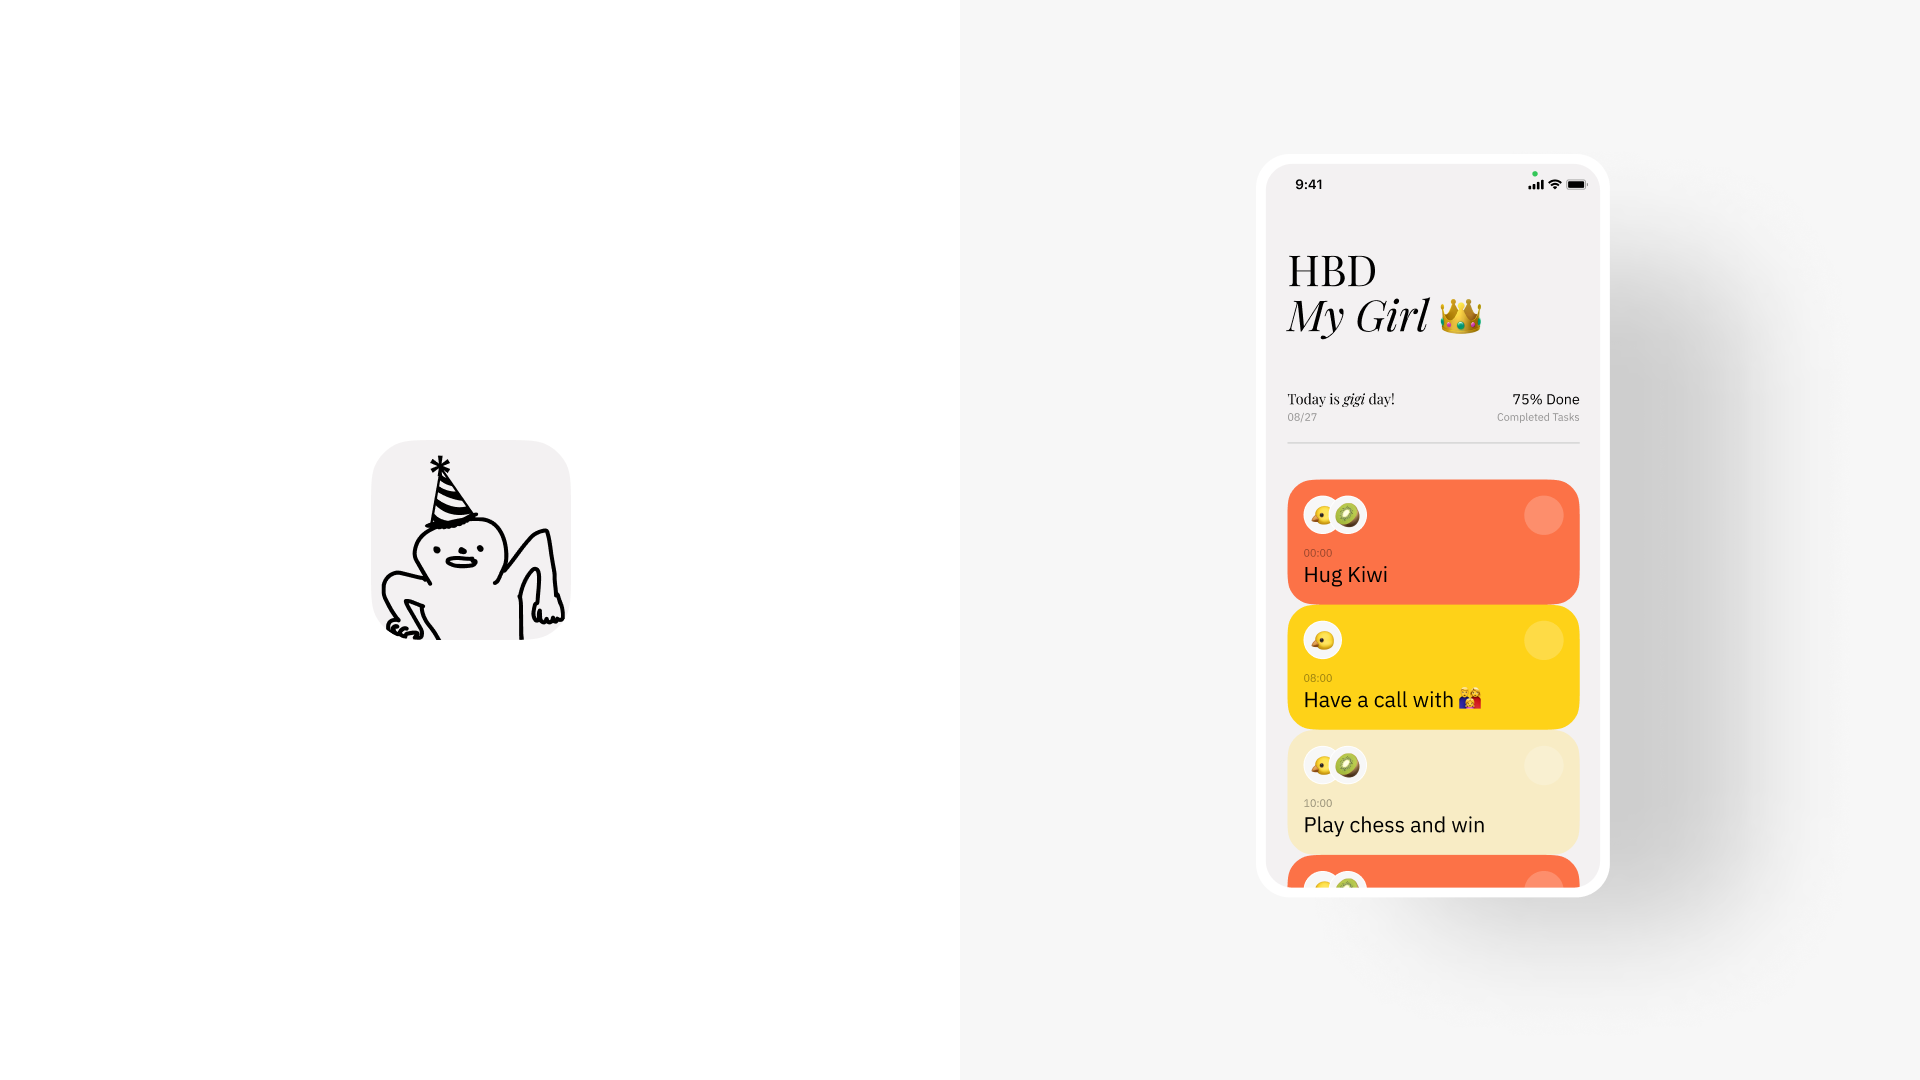 9:41
HBD
My Girl 👑
Today is gigi day!
08/27
75% Done
Completed Tasks
00:00
Hug Kiwi
08:00
Have a call with
10:00
Play chess and win